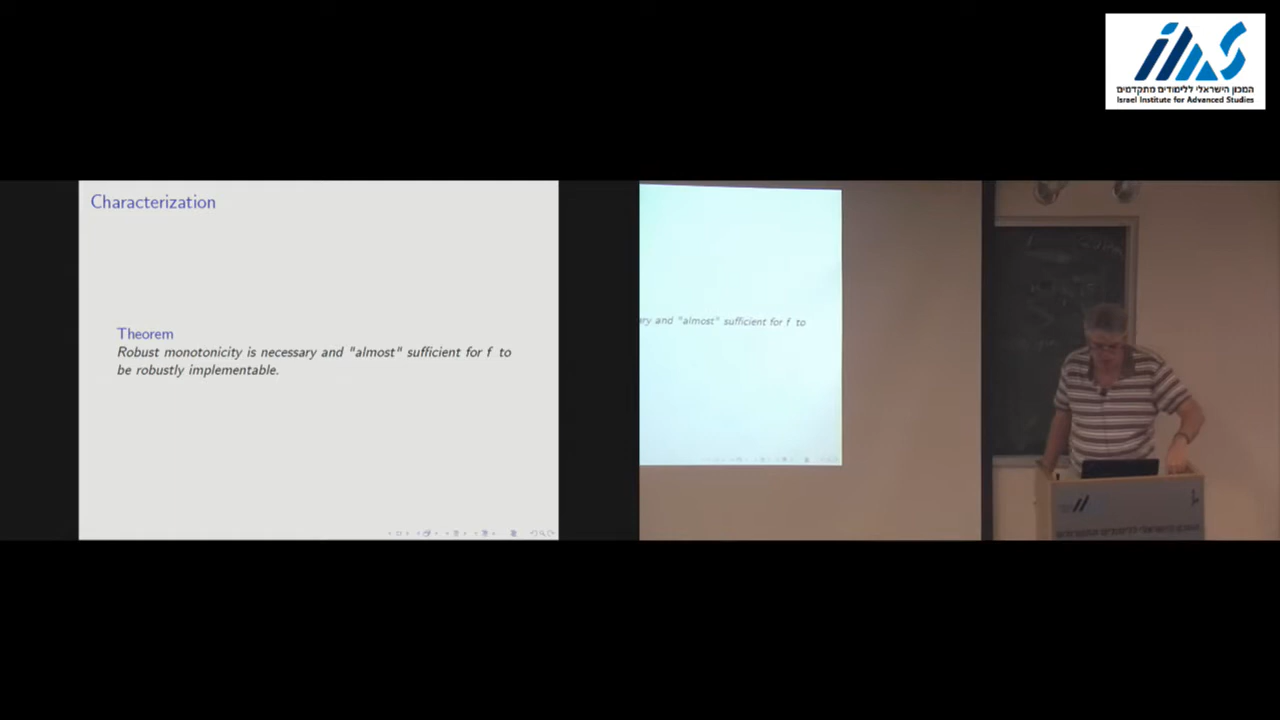 המכון הישראלי ללימודים מתקדמים
Israel Institute for Advanced Studies
Characterization
Theorem
Robust monotonicity is necessary and "almost" sufficient for f to
be robustly implementable.
and "almost" sufficient for f to